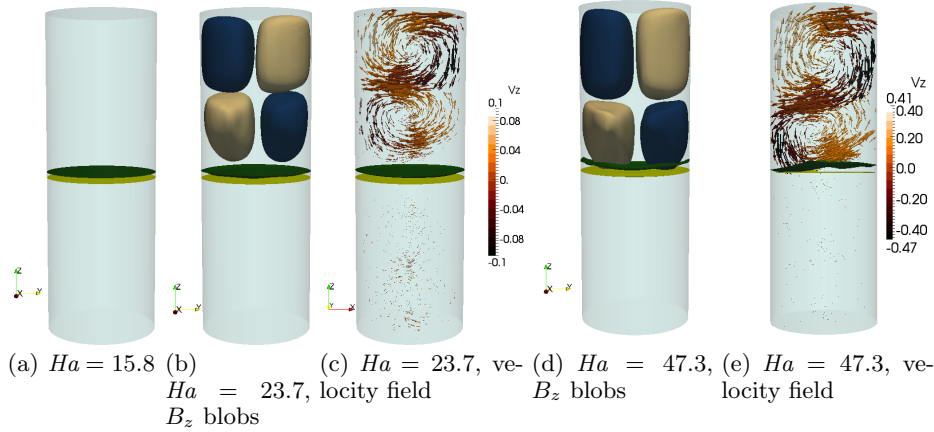 Vz
0.1
0.08
0.04
0.
-0.04
-0.08
-0.1
Vz
0.41
0.40
0.20
0.0
-0.20
-0.40
-0.47
Z
X
Y
Z
X
Y
Z
Y
X
Z
X
Y
(a) Ha = 15.8
(b)
Ha = 23.7,
Bz blobs
(c) Ha = 23.7, ve-
locity field
(d) Ha = 47.3,
Bz blobs
(e) Ha = 47.3, ve-
locity field